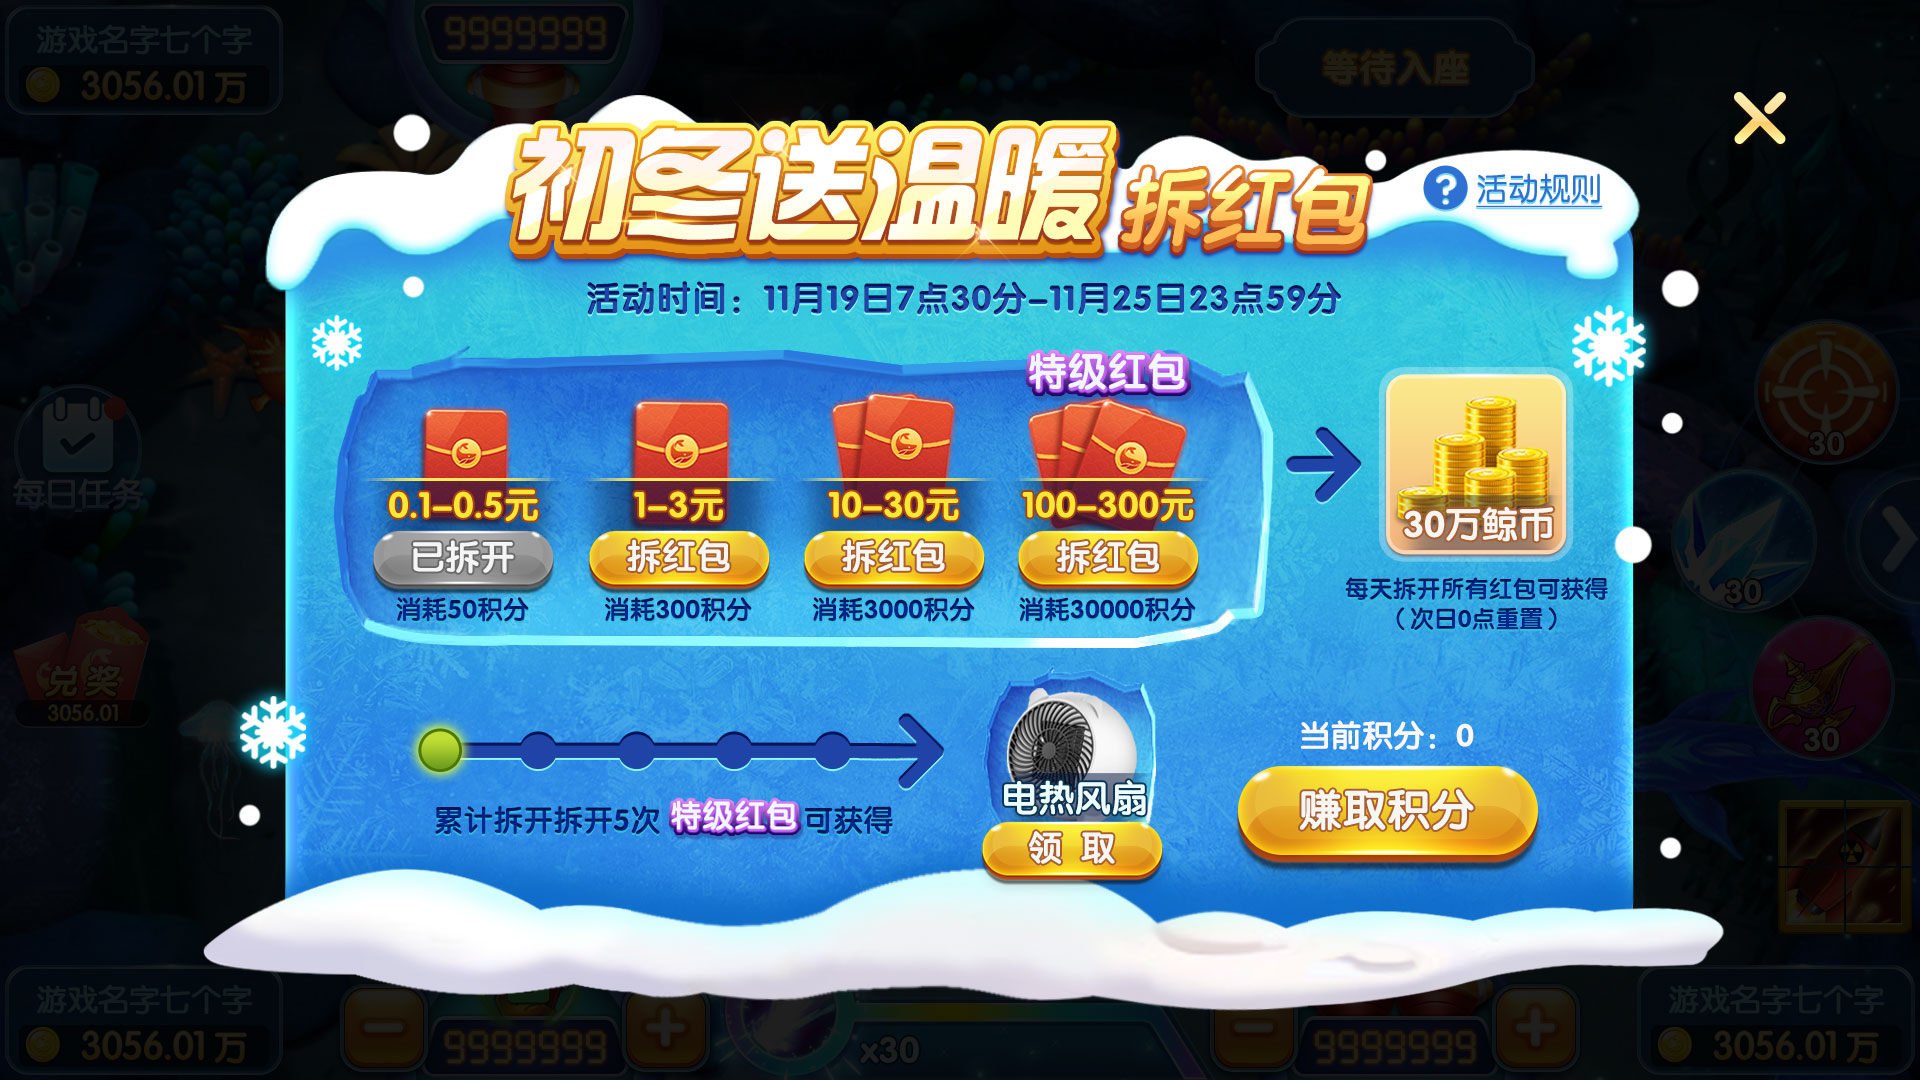 游戏名字七个字
3056.01万
9999999
等待入座
初冬送温暖 拆红包
? 活动规则
活动时间：11月19日7点30分-11月25日23点59分
特级红包
0.1-0.5元
已拆开
消耗50积分
1-3元
拆红包
消耗300积分
10-30元
拆红包
消耗3000积分
100-300元
拆红包
消耗30000积分
30万鲸币
每天拆开所有红包可获得
（次日0点重置）
每日任务
兑奖
3056.01
30
30
30
累计拆开拆开5次 特级红包 可获得
电热风扇
领取
当前积分：0
赚取积分
游戏名字七个字
3056.01万
9999999
x30
9999999
游戏名字七个字
3056.01万